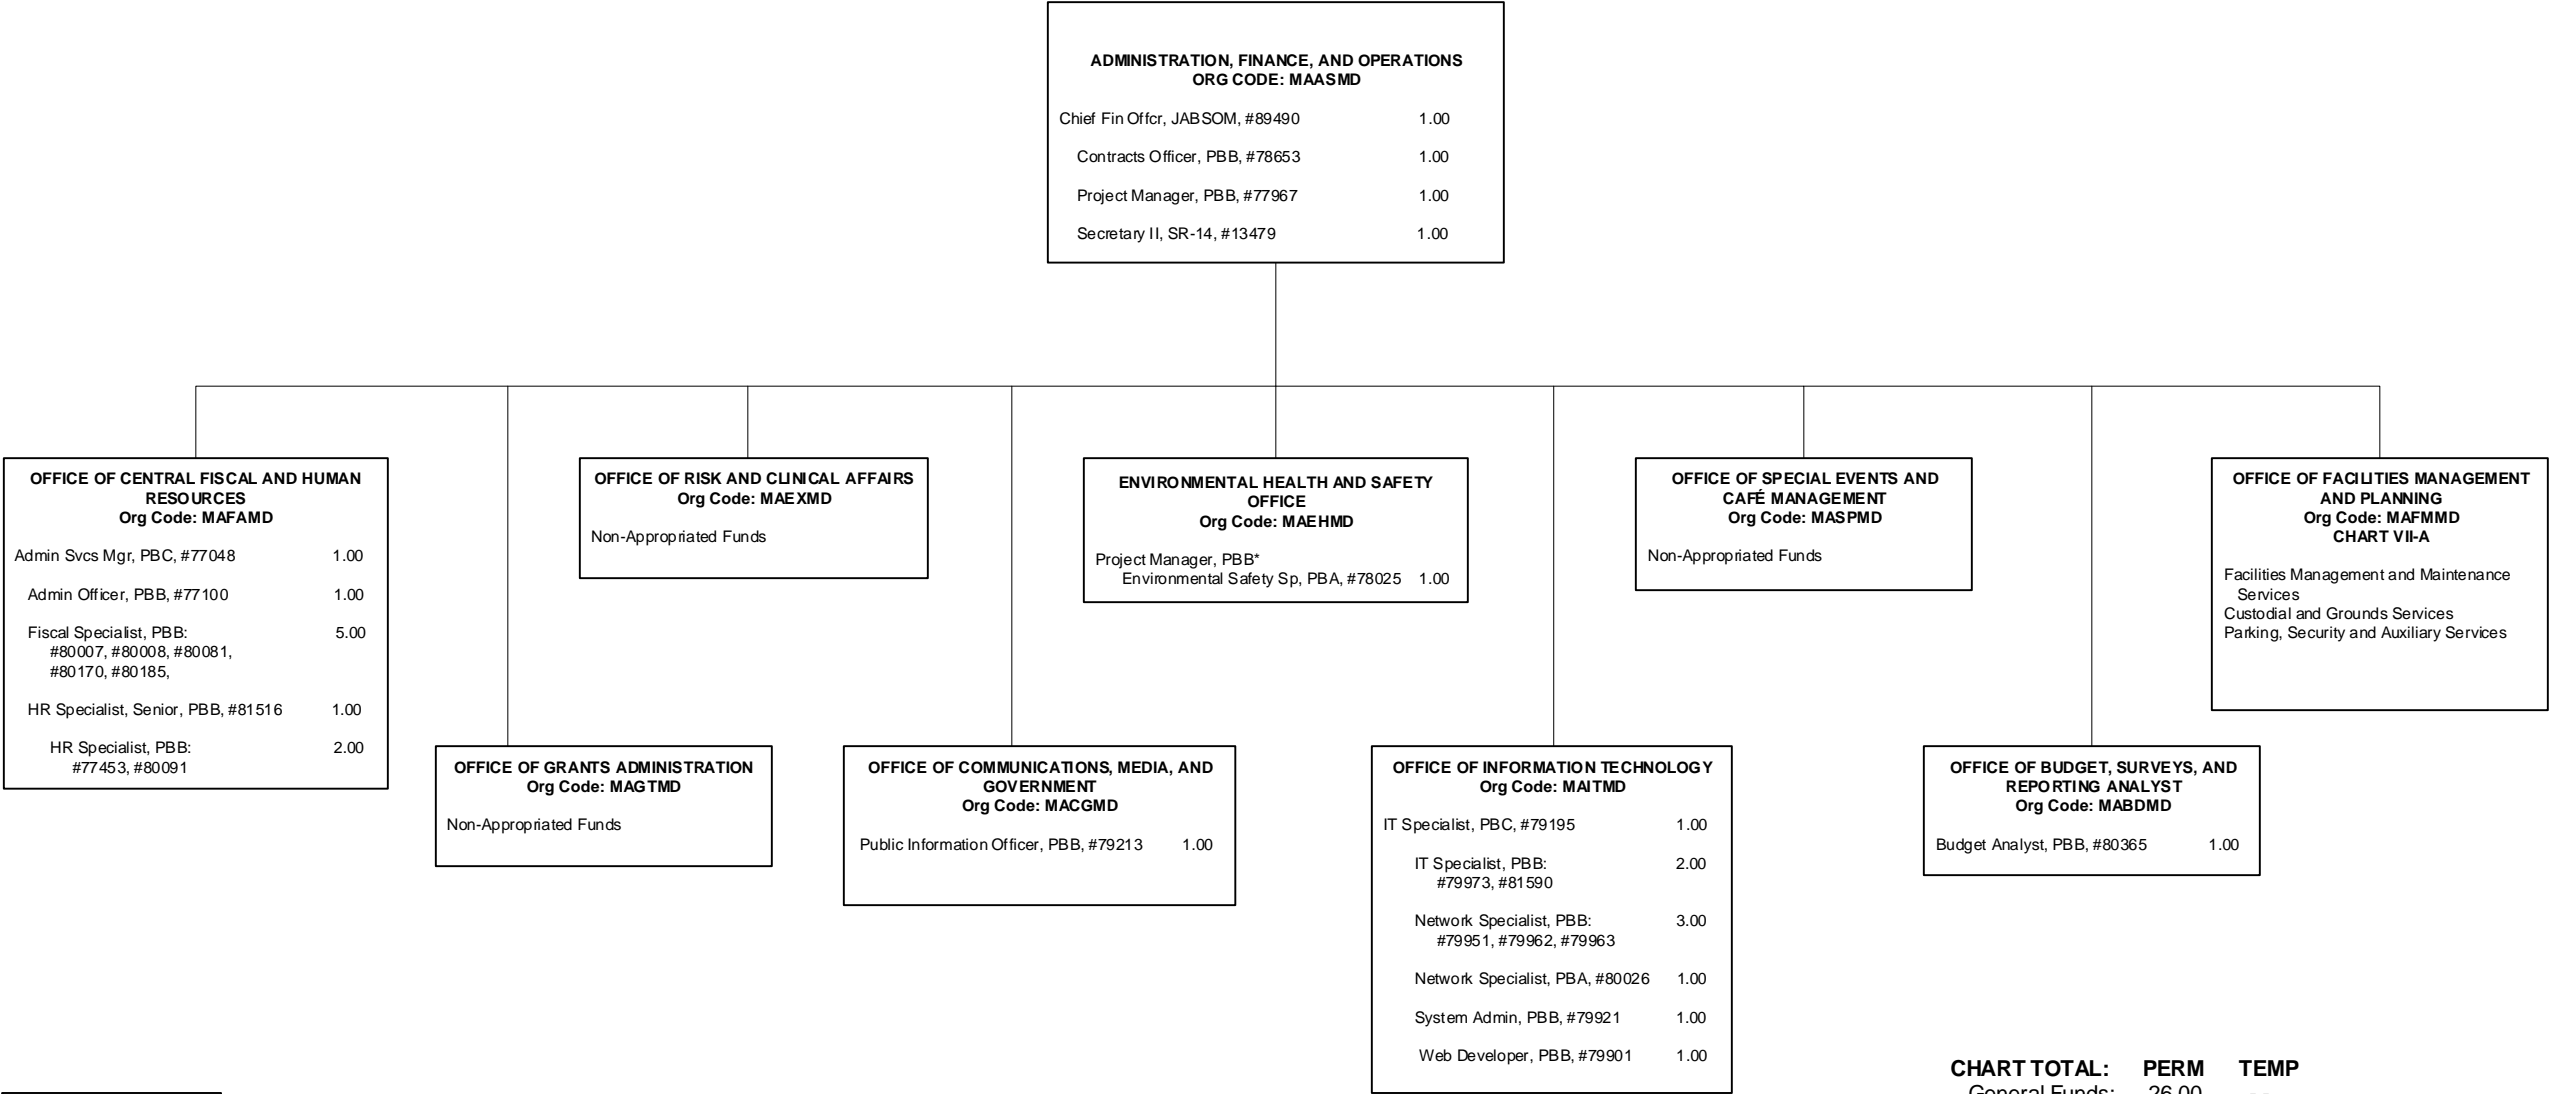 ADMINISTRATION, FINANCE, AND OPERATIONS
ORG CODE: MAASMD
Chief Fin Offcr, JABSOM, #89490 1.00
Contracts Officer, PBB, #78653 1.00
Project Manager, PBB, #77967 1.00
Secretary II, SR-14, #13479 1.00
OFFICE OF CENTRAL FISCAL AND HUMAN
RESOURCES
Org Code: MAFAMD
Admin Svcs Mgr, PBC, #77048 1.00
Admin Officer, PBB, #77100 1.00
Fiscal Specialist, PBB: 5.00
#80007, #80008, #80081,
#80170, #80185,
HR Specialist, Senior, PBB, #81516 1.00
HR Specialist, PBB: 2.00
#77453, #80091
OFFICE OF GRANTS ADMINISTRATION
Org Code: MAGTMD
Non-Appropriated Funds
OFFICE OF RISK AND CLINICAL AFFAIRS
Org Code: MAEXMD
Non-Appropriated Funds
OFFICE OF COMMUNICATIONS, MEDIA, AND
GOVERNMENT
Org Code: MACGMD
Public Information Officer, PBB, #79213 1.00
ENVIRONMENTAL HEALTH AND SAFETY
OFFICE
Org Code: MAEHMD
Project Manager, PBB*
Environmental Safety Sp, PBA, #78025 1.00
OFFICE OF INFORMATION TECHNOLOGY
Org Code: MAITMD
IT Specialist, PBC, #79195 1.00
IT Specialist, PBB: 2.00
#79973, #81590
Network Specialist, PBB: 3.00
#79951, #79962, #79963
Network Specialist, PBA, #80026 1.00
System Admin, PBB, #79921 1.00
Web Developer, PBB, #79901 1.00
OFFICE OF SPECIAL EVENTS AND
CAFÉ MANAGEMENT
Org Code: MASPMD
Non-Appropriated Funds
OFFICE OF BUDGET, SURVEYS, AND
REPORTING ANALYST
Org Code: MABDMD
Budget Analyst, PBB, #80365 1.00
OFFICE OF FACILITIES MANAGEMENT
AND PLANNING
Org Code: MAFMMD
CHART VII-A
Facilities Management and Maintenance
Services
Custodial and Grounds Services
Parking, Security and Auxiliary Services
CHART TOTAL: PERM TEMP
General Funds: 26.00